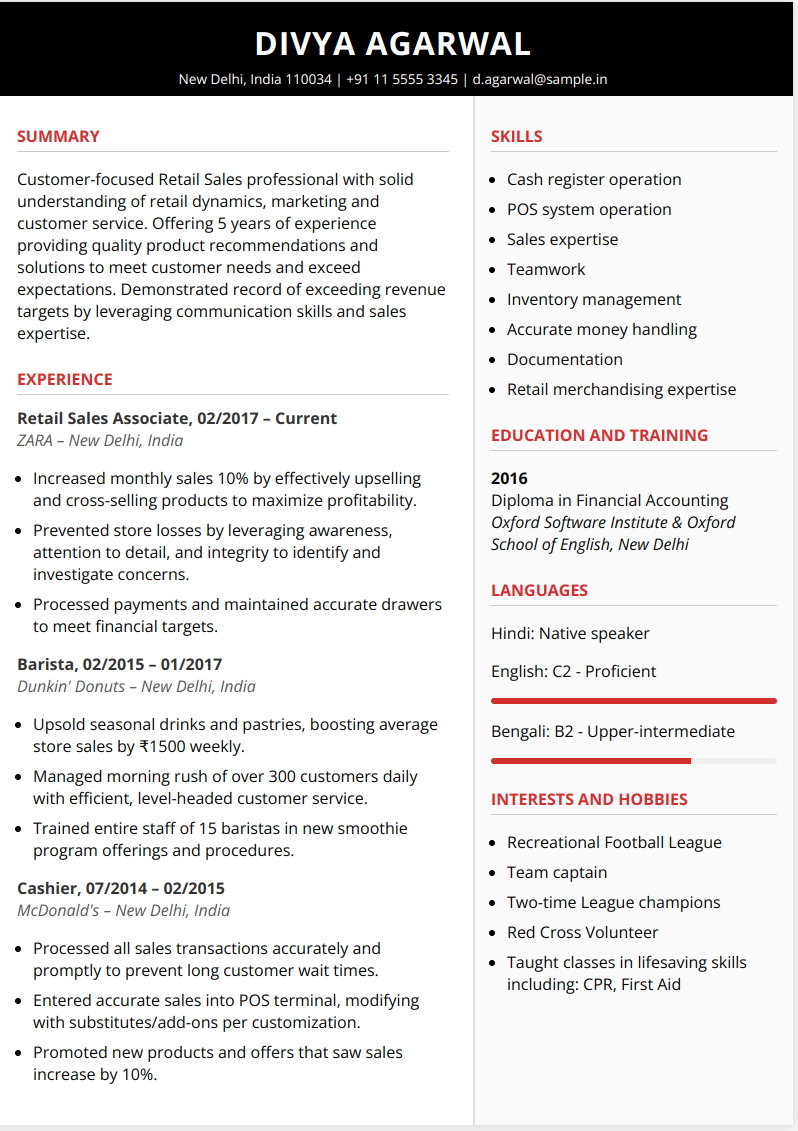 DIVYA AGARWAL
New Delhi, India 110034 | +91 11 5555 3345 | d.agarwal@sample.in
SUMMARY
Customer-focused Retail Sales professional with solid
understanding of retail dynamics, marketing and
customer service. Offering 5 years of experience
providing quality product recommendations and
solutions to meet customer needs and exceed
expectations. Demonstrated record of exceeding revenue
targets by leveraging communication skills and sales
expertise.
EXPERIENCE
Retail Sales Associate, 02/2017 – Current
ZARA – New Delhi, India
• Increased monthly sales 10% by effectively upselling
and cross-selling products to maximize profitability.
• Prevented store losses by leveraging awareness,
attention to detail, and integrity to identify and
investigate concerns.
• Processed payments and maintained accurate drawers
to meet financial targets.
Barista, 02/2015 – 01/2017
Dunkin' Donuts – New Delhi, India
• Upsold seasonal drinks and pastries, boosting average
store sales by ₹1500 weekly.
• Managed morning rush of over 300 customers daily
with efficient, level-headed customer service.
• Trained entire staff of 15 baristas in new smoothie
program offerings and procedures.
Cashier, 07/2014 – 02/2015
McDonald's – New Delhi, India
• Processed all sales transactions accurately and
promptly to prevent long customer wait times.
• Entered accurate sales into POS terminal, modifying
with substitutes/add-ons per customization.
• Promoted new products and offers that saw sales
increase by 10%.
SKILLS
• Cash register operation
• POS system operation
• Sales expertise
• Teamwork
• Inventory management
• Accurate money handling
• Documentation
• Retail merchandising expertise
EDUCATION AND TRAINING
2016
Diploma in Financial Accounting
Oxford Software Institute & Oxford
School of English, New Delhi
LANGUAGES
Hindi: Native speaker
English: C2 - Proficient
Bengali: B2 - Upper-intermediate
INTERESTS AND HOBBIES
• Recreational Football League
• Team captain
• Two-time League champions
• Red Cross Volunteer
• Taught classes in lifesaving skills
including: CPR, First Aid